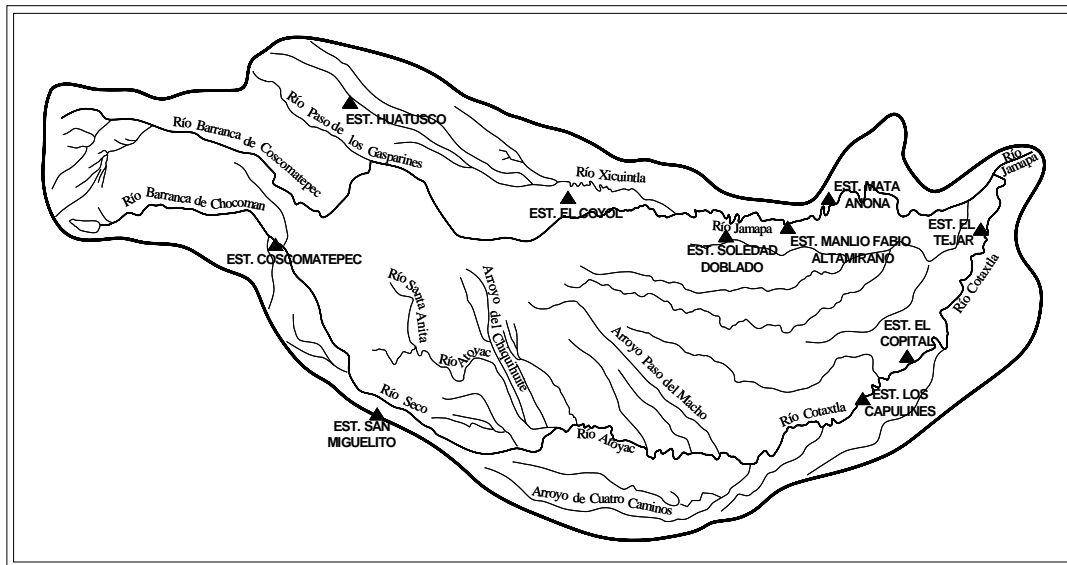 Río Barranca de Coscomatepec
Río Paso de los Gasparines
EST. HUATUSCO
Río Barranca de Chocoman
EST. COSCOMATEPEC
Río Xicuintla
EST. EL COYOL
Río Jamapa
EST. SOLEDAD
DOBLADO
EST. MANLIO FABIO
ALTAMIRANO
EST. MATA
ANONA
Río
Jamapa
EST. EL
TEJAR
Río Cotaxtla
EST. EL
COPITAL
EST. LOS
CAPULINES
Río Cotaxtla
Río Santa
Anita
Río Atoyac
Arroyo
del Chiquihuite
Arroyo Paso del Macho
Río Seco
EST. SAN
MIGUELITO
Río Atoyac
Arroyo de Cuatro Caminos